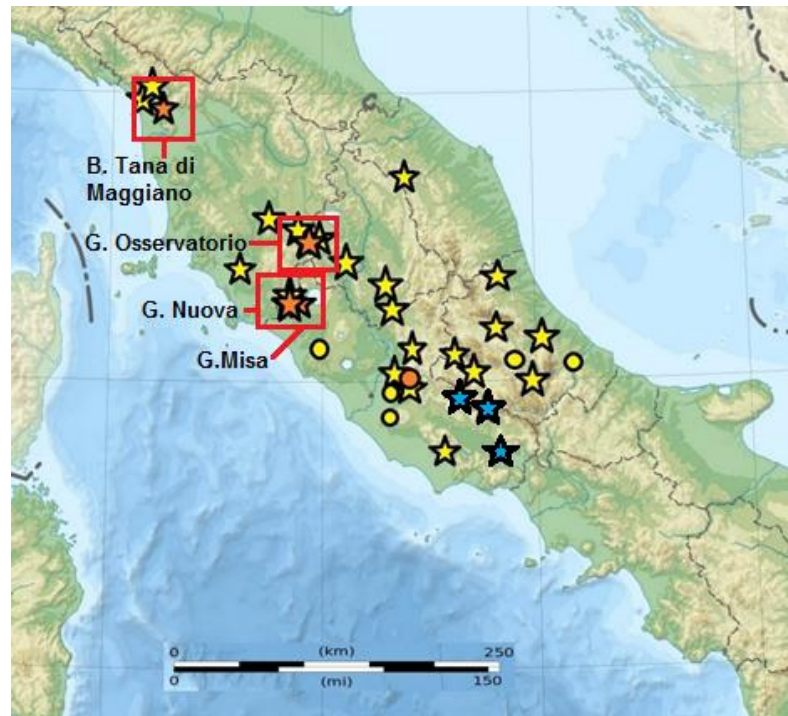 B. Tana di
Maggiano
G. Osservatorio
G. Nuova
G.Misa
0 (km) 250
0 (mi) 150